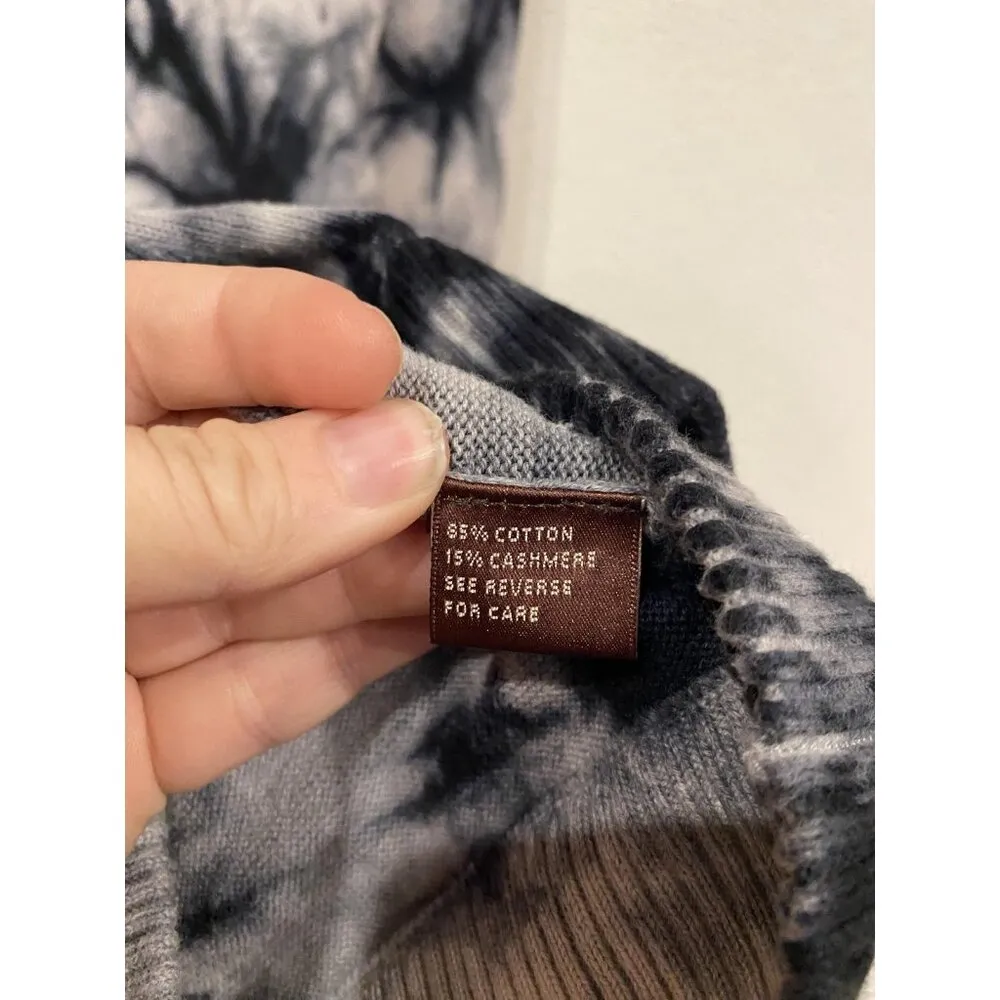 85% COTTON
15% CASHMERE
SEE REVERSE
FOR CARE